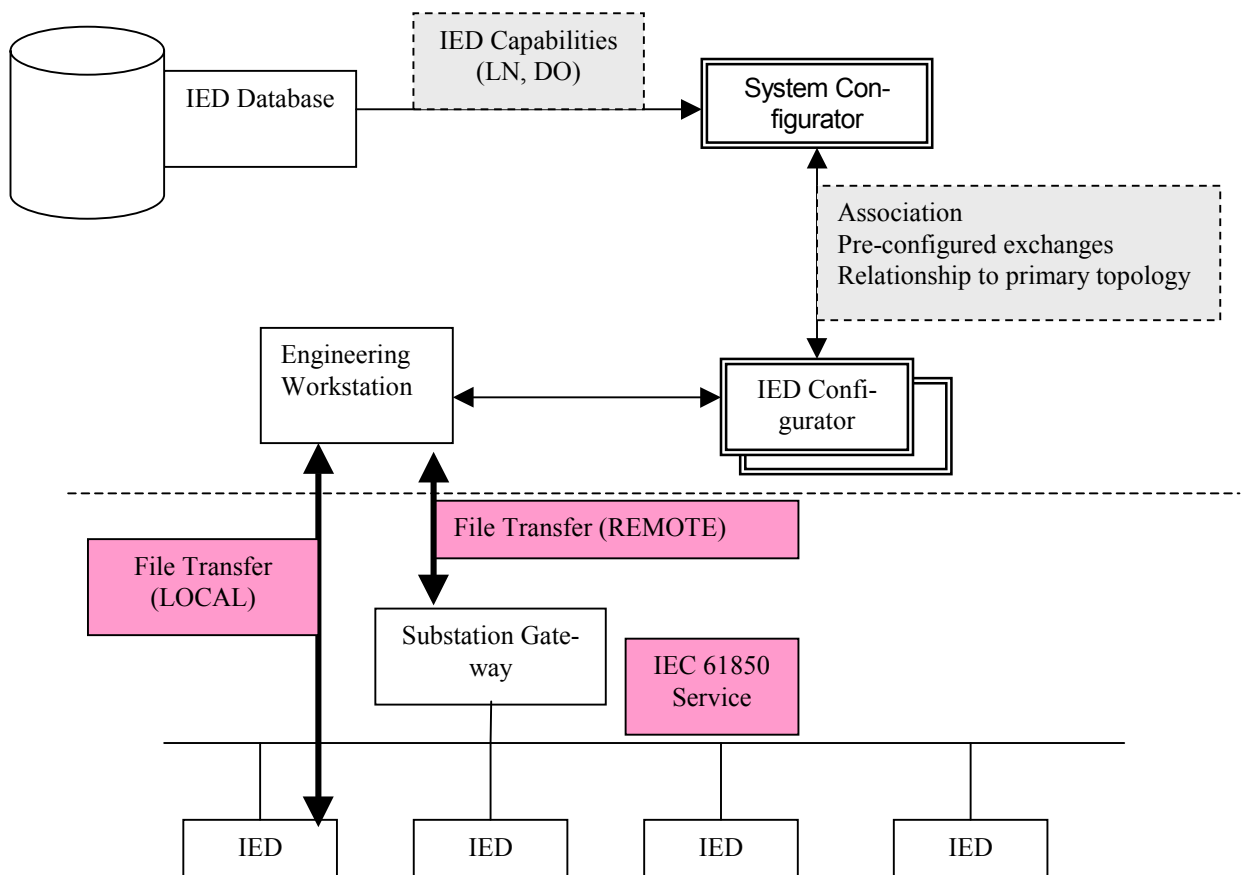 IED Capabilities
(LN, DO)
IED Database
System Con-
figurator
Association
Pre-configured exchanges
Relationship to primary topology
Engineering
Workstation
IED Confi-
gurator
File Transfer (REMOTE)
File Transfer
(LOCAL)
Substation Gate-
way
IEC 61850
Service
IED
IED
IED
IED